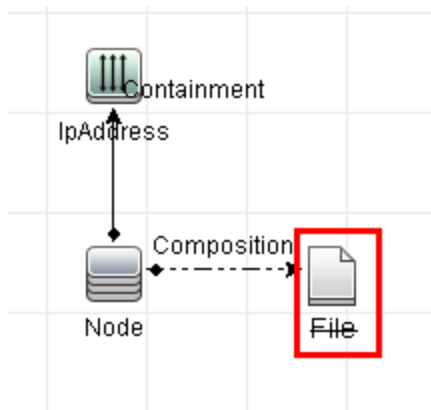 Containment
IpAddress
Composition
Node
File